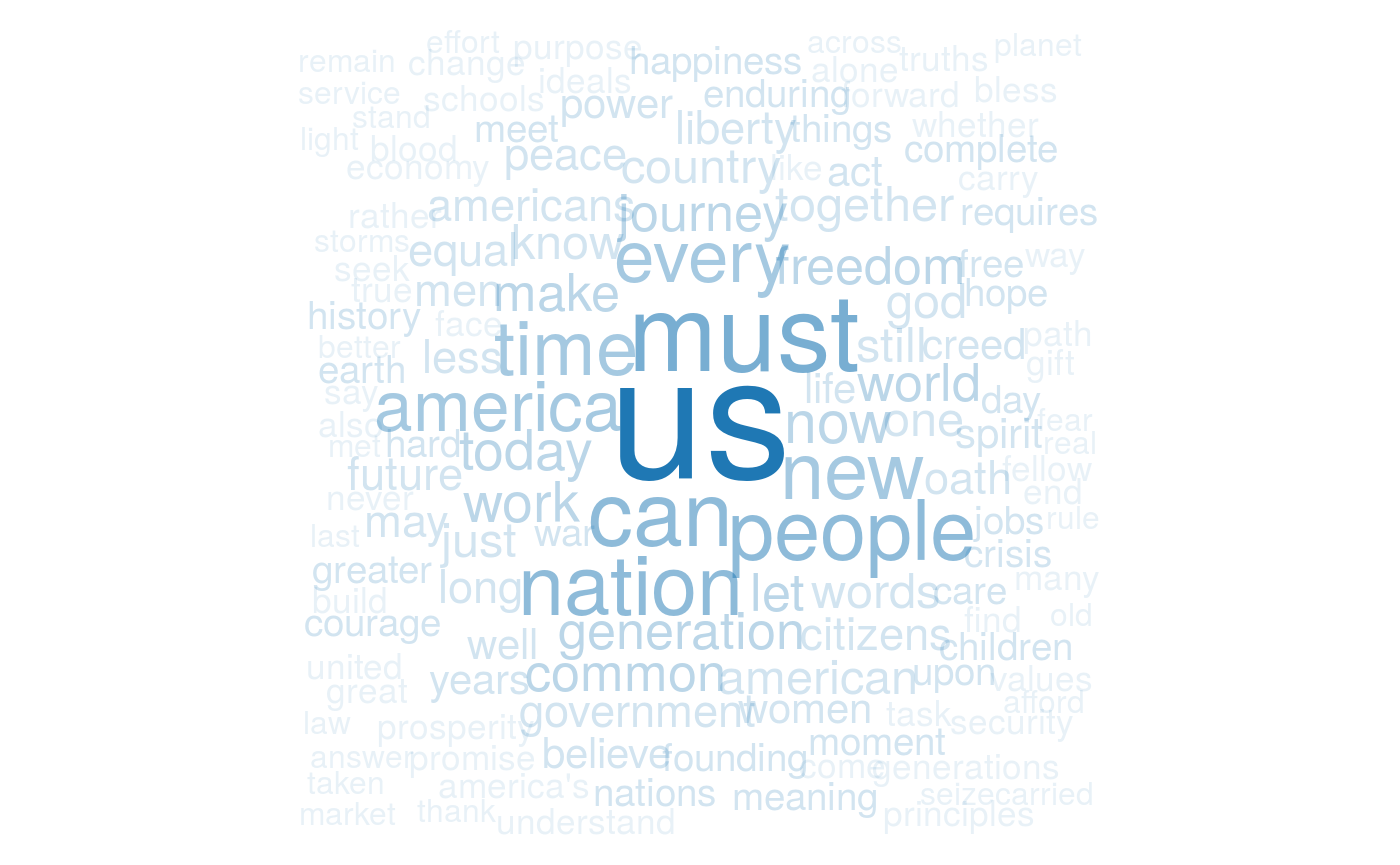 effort purpose across planet
remain change happiness alone truths
service schools ideals power enduring forward bless
light stand blood meet liberty things whether
economy peace country like act complete carry
rather americans journey together requires
storms equal know every freedom free way
seek true men make god hope
history face time must still creed path
better earth less gift
say america us life world day
also met hard today now one spirit fear real
future new oath fellow end
never may work can people jobs rule
last just war crisis
greater long nation let words care many
build courage generation citizens find old
united well children
great years common american upon values afford
law prosperity government women task security
answer promise believe founding moment come generations
taken america's nations meaning seize carried
market thank understand principles